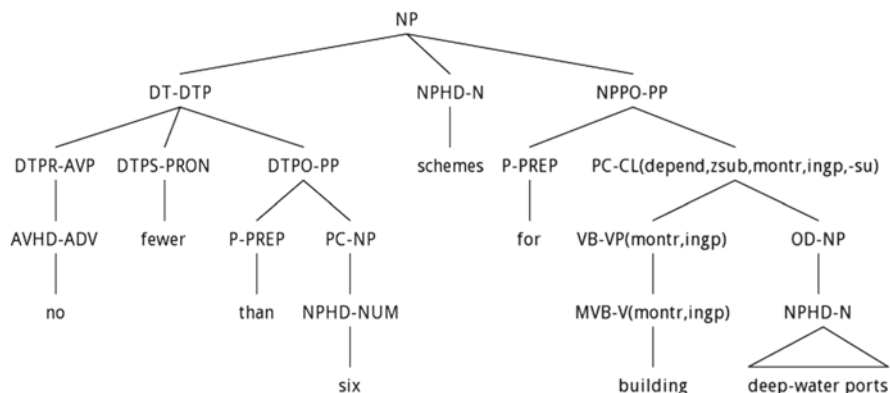 NP
DT-DTP NPHD-N NPPO-PP
DTPR-AVP DTPS-PRON DTPO-PP schemes P-PREP PC-CL(depend,zsub,montr,ingp,-su)
AVHD-ADV fewer P-PREP PC-NP for VB-VP(montr,ingp) OD-NP
no than NPHD-NUM MVB-V(montr,ingp) NPHD-N
six building deep-water ports